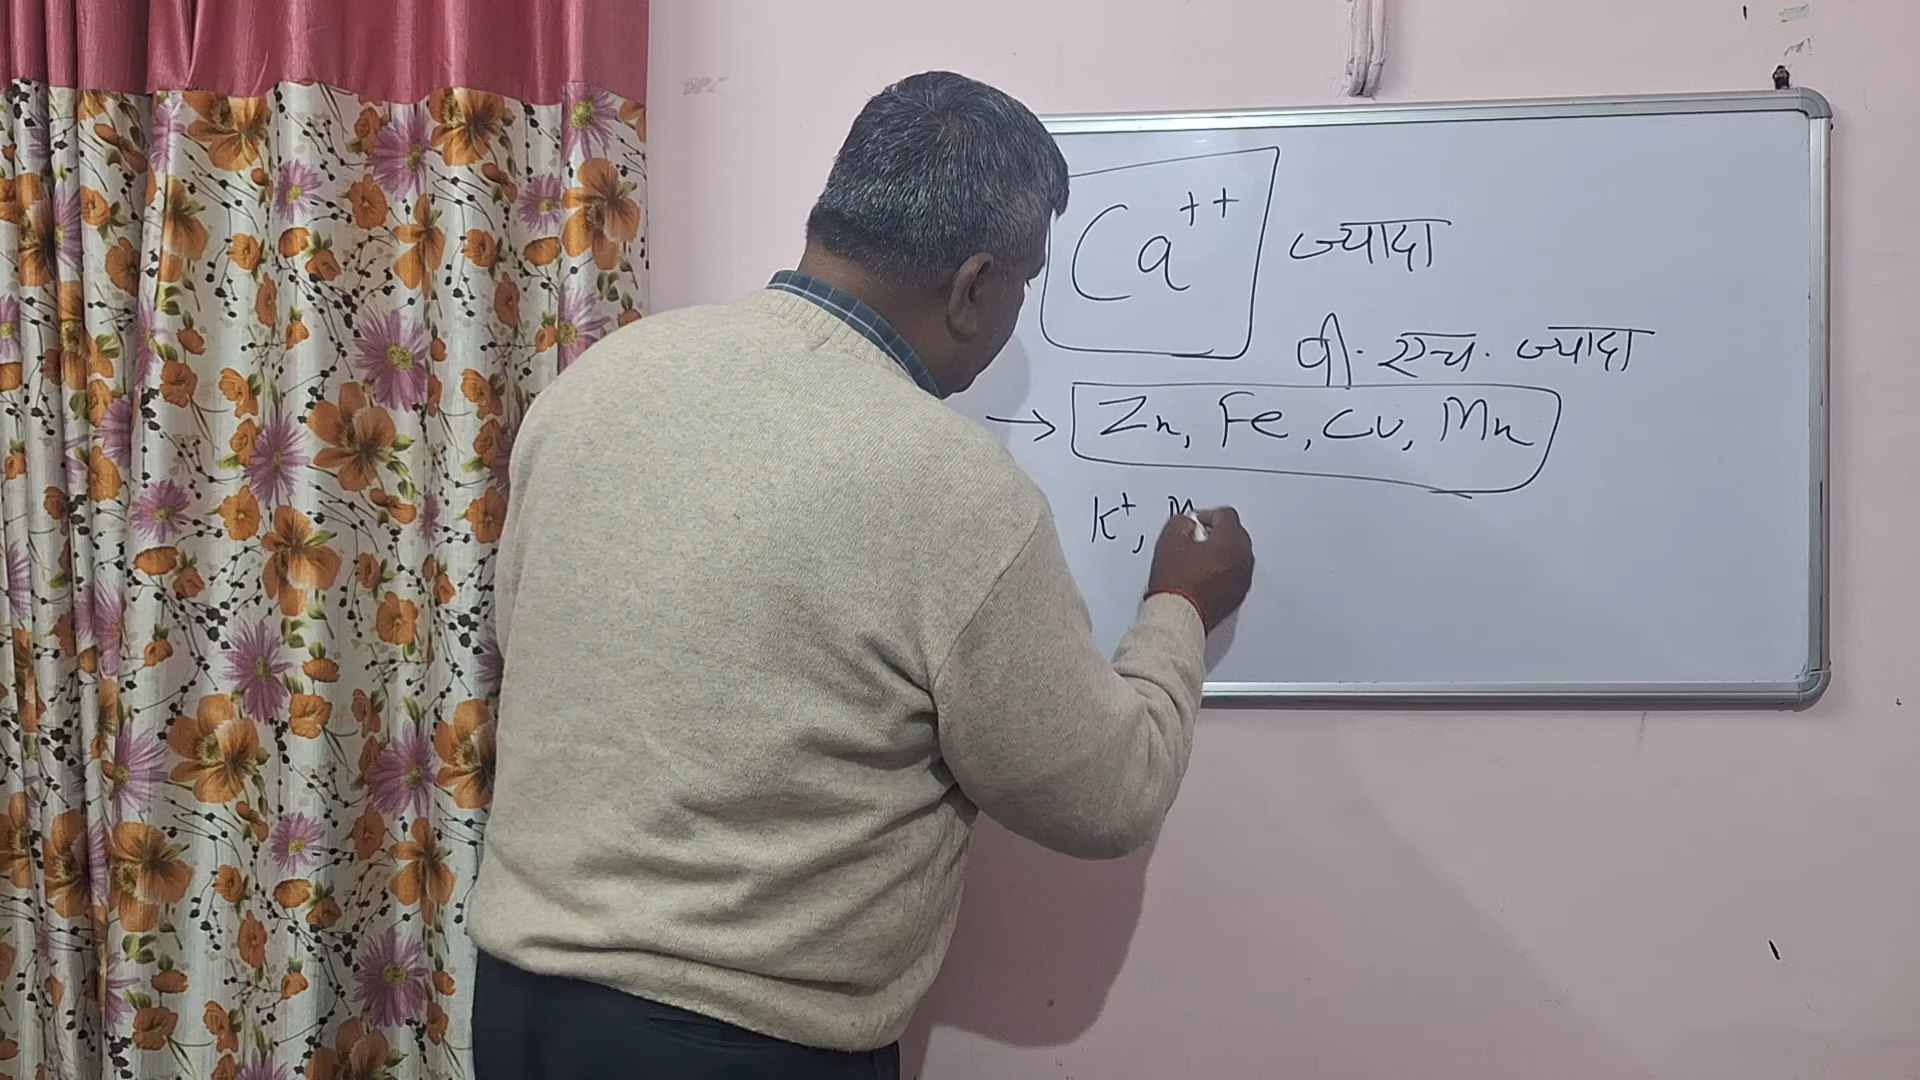 Ca++ ज्यादा
पी. एच. ज्यादा
→ Zn, Fe, Cu, Mn
K+,